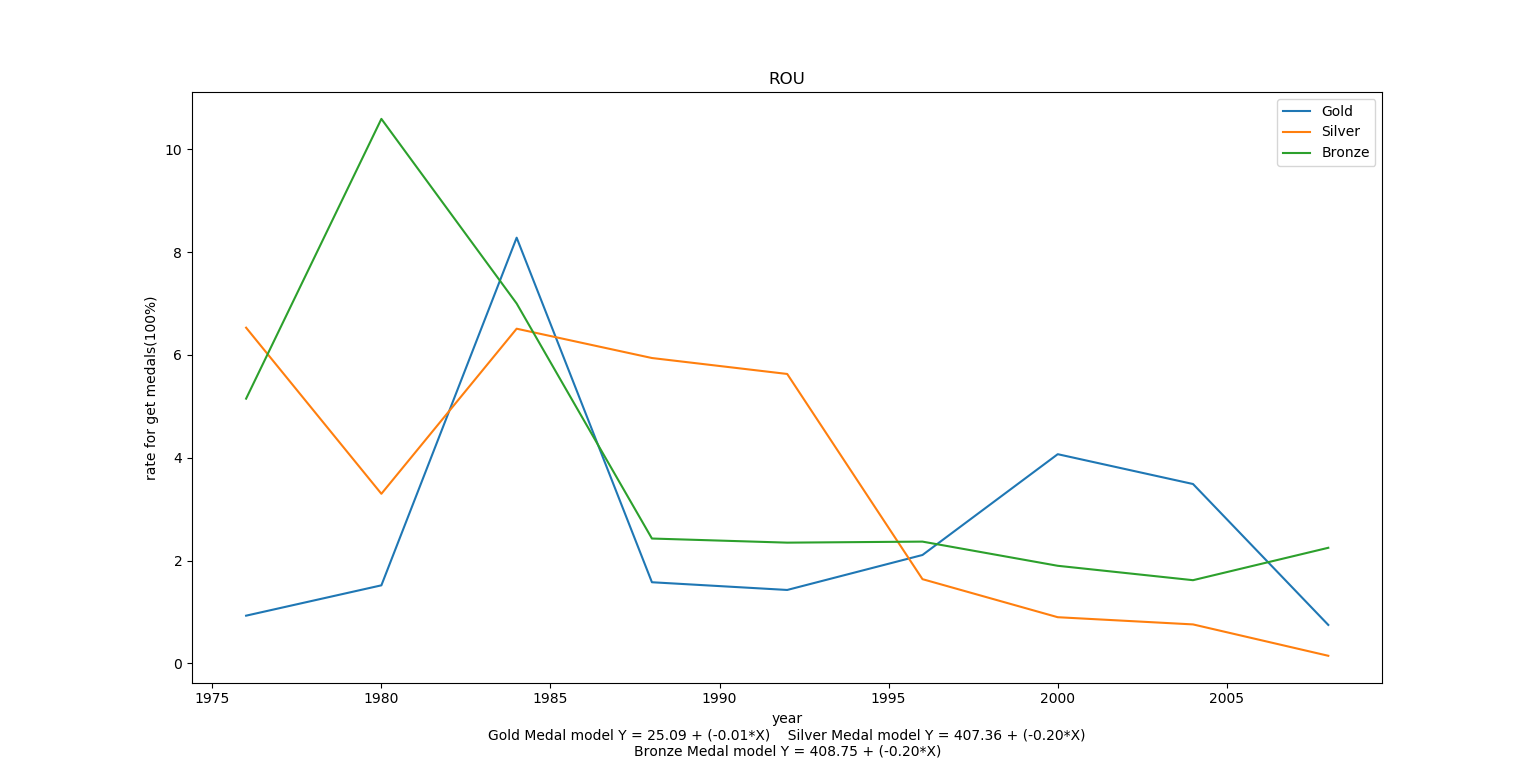 ROU
Gold
Silver
Bronze
rate for get medals(100%)
10
8
6
4
2
0
1975 1980 1985 1990 1995 2000 2005
year
Gold Medal model Y = 25.09 + (-0.01*X)    Silver Medal model Y = 407.36 + (-0.20*X)
Bronze Medal model Y = 408.75 + (-0.20*X)